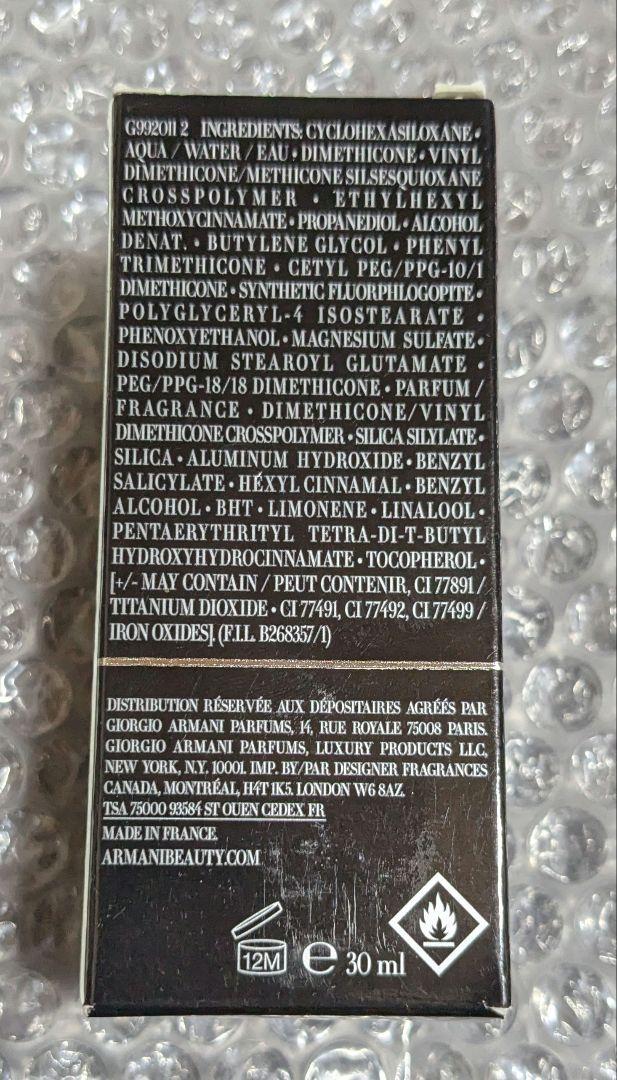 G992011 2 INGREDIENTS: CYCLOHEXASILOXANE •
AQUA / WATER / EAU • DIMETHICONE • VINYL
DIMETHICONE/METHICONE SILSESQUIOXANE
CROSSPOLYMER • ETHYLHEXYL
METHOXYCINNAMATE • PROPANEDIOL • ALCOHOL
DENAT. • BUTYLENE GLYCOL • PHENYL
TRIMETHICONE • CETYL PEG/PPG-10/1
DIMETHICONE • SYNTHETIC FLUORPHLOGOPITE •
POLYGLYCERYL-4 ISOSTEARATE •
PHENOXYETHANOL • MAGNESIUM SULFATE •
DISODIUM STEAROYL GLUTAMATE •
PEG/PPG-18/18 DIMETHICONE • PARFUM /
FRAGRANCE • DIMETHICONE/VINYL
DIMETHICONE CROSSPOLYMER • SILICA SILYLATE •
SILICA • ALUMINUM HYDROXIDE • BENZYL
SALICYLATE • HEXYL CINNAMAL • BENZYL
ALCOHOL • BHT • LIMONENE • LINALOOL •
PENTAERYTHRITYL TETRA-DI-T-BUTYL
HYDROXYHYDROCINNAMATE • TOCOPHEROL •
[+/- MAY CONTAIN / PEUT CONTENIR, CI 77891 /
TITANIUM DIOXIDE • CI 77491, CI 77492, CI 77499 /
IRON OXIDES]. (F.I.L. B268357/1)
DISTRIBUTION RÉSERVÉE AUX DÉPOSITAIRES AGRÉÉS PAR
GIORGIO ARMANI PARFUMS, 14, RUE ROYALE 75008 PARIS.
GIORGIO ARMANI PARFUMS, LUXURY PRODUCTS LLC,
NEW YORK, N.Y. 10001. IMP. BY/PAR DESIGNER FRAGRANCES
CANADA, MONTRÉAL, H4T 1K5. LONDON W6 8AZ.
TSA 75000 93584 ST OUEN CEDEX FR
MADE IN FRANCE.
ARMANIBEAUTY.COM
12M e 30 ml